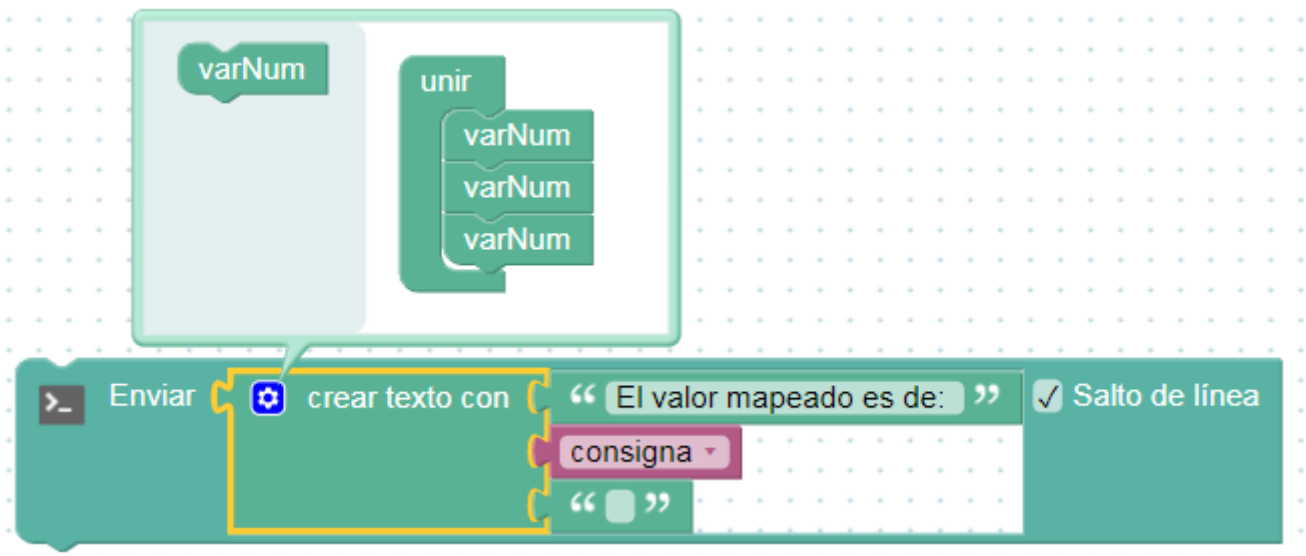 varNum
unir
varNum
varNum
varNum
>_ Enviar crear texto con “ El valor mapeado es de: ” ✓ Salto de línea
consigna
“ ”